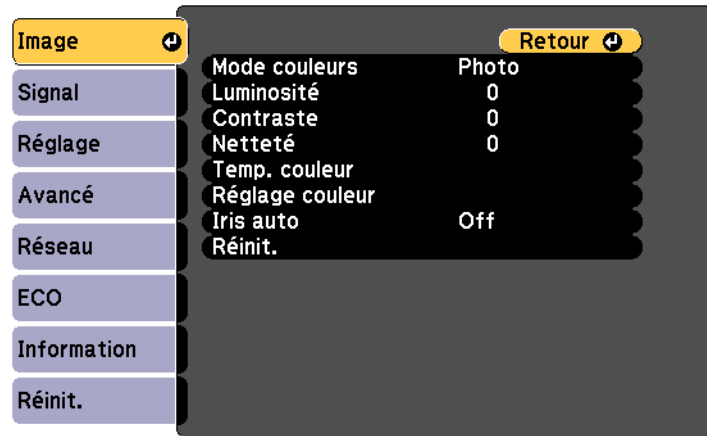 Image
Signal
Réglage
Avancé
Réseau
ECO
Information
Réinit.
Retour
Mode couleurs Photo
Luminosité 0
Contraste 0
Netteté 0
Temp. couleur
Réglage couleur
Iris auto Off
Réinit.